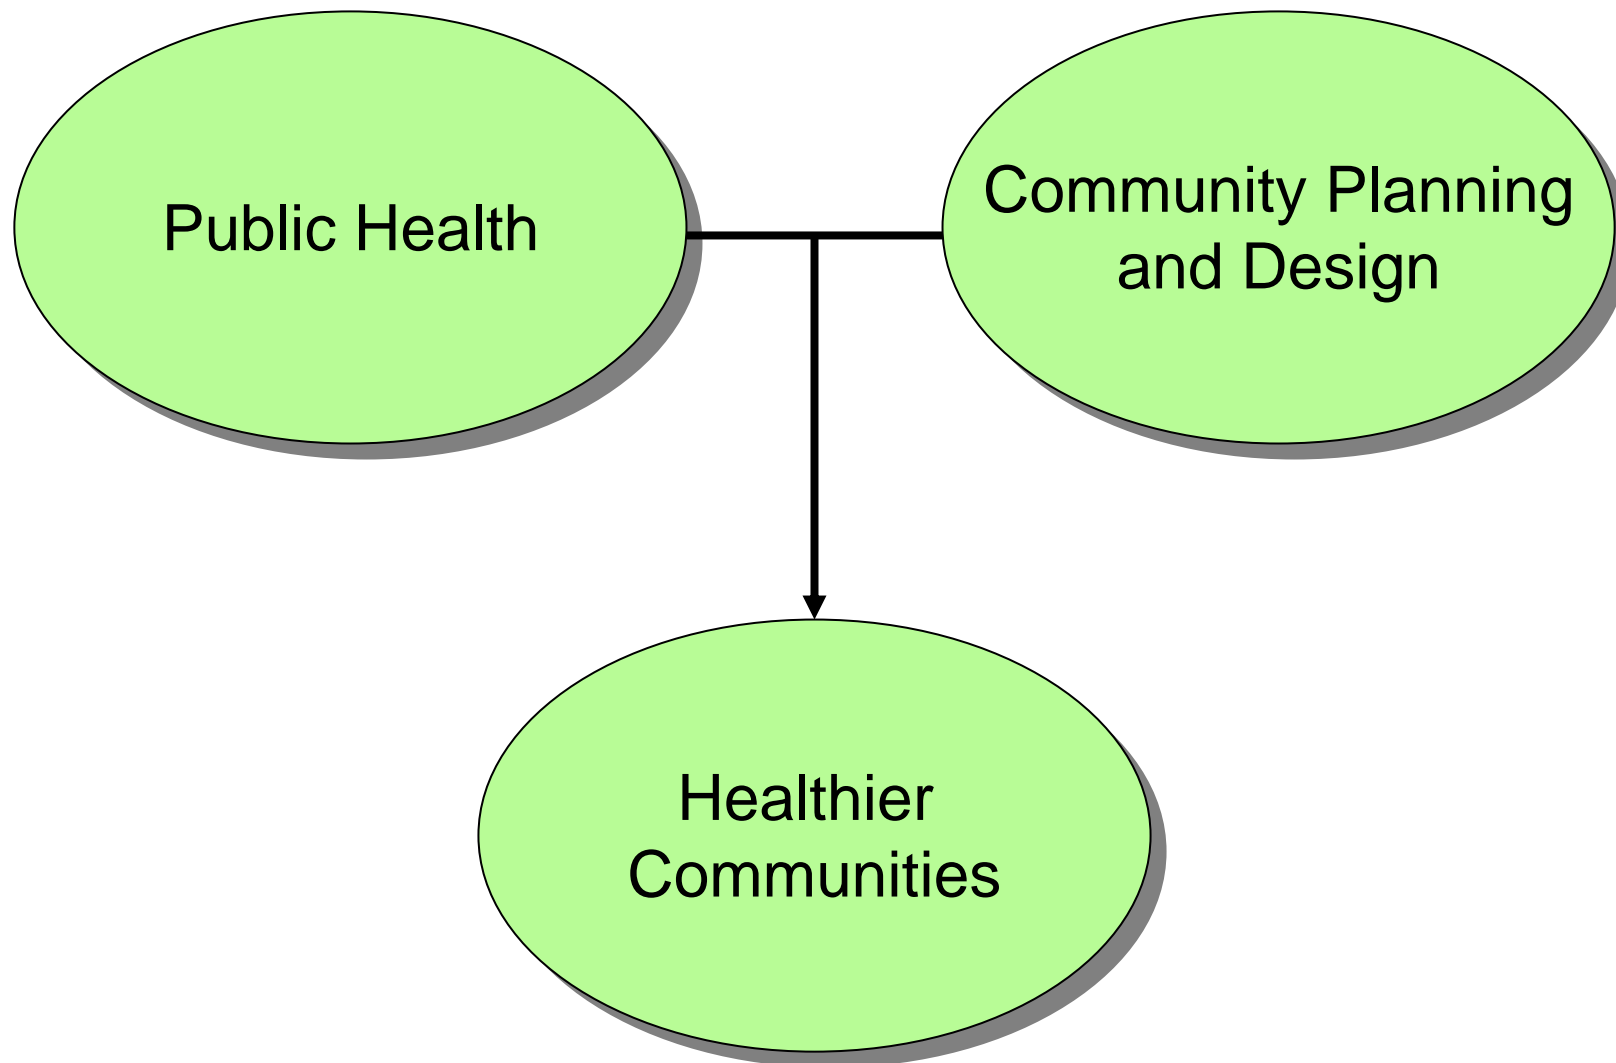 Public Health
Community Planning
and Design
Healthier
Communities